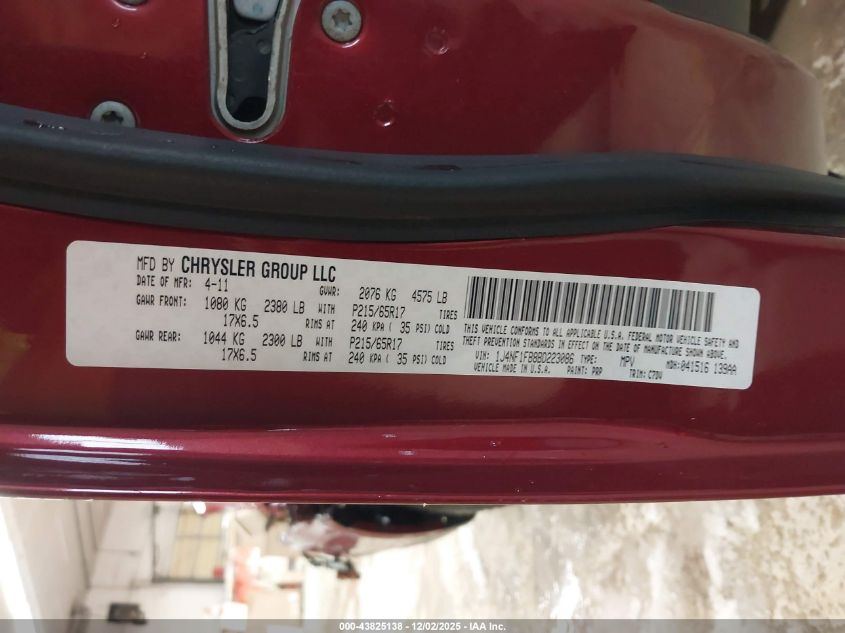 MFD BY CHRYSLER GROUP LLC
DATE OF MFR: 4-11 GVWR: 2076 KG 4575 LB
GAWR FRONT: 1080 KG 2380 LB WITH P215/65R17 TIRES
17X6.5 RIMS AT 240 KPA ( 35 PSI) COLD
GAWR REAR: 1044 KG 2300 LB WITH P215/65R17 TIRES
17X6.5 RIMS AT 240 KPA ( 35 PSI) COLD
THIS VEHICLE CONFORMS TO ALL APPLICABLE U.S.A. FEDERAL MOTOR VEHICLE SAFETY AND
THEFT PREVENTION STANDARDS IN EFFECT ON THE DATE OF MANUFACTURE SHOWN ABOVE.
VIN: 1J4NF1FB8BD223086 TYPE: MPV MDH:041516 139AA
VEHICLE MADE IN U.S.A. PAINT: PRP TRIM: C7DV
000-43825138 - 12/02/2025 - IAA Inc.